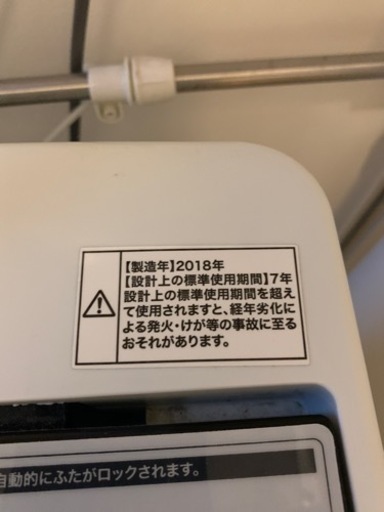 【製造年】2018年
【設計上の標準使用期間】7年
設計上の標準使用期間を超え
て使用されますと、経年劣化に
よる発火・けが等の事故に至る
おそれがあります。
自動的にふたがロックされます。